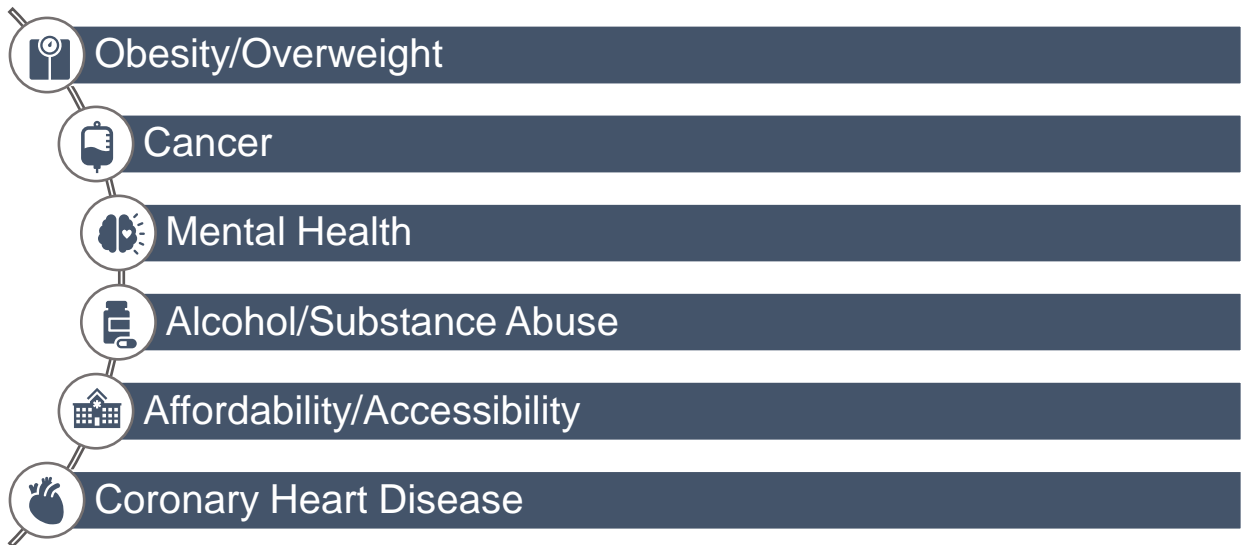 Obesity/Overweight
Cancer
Mental Health
Alcohol/Substance Abuse
Affordability/Accessibility
Coronary Heart Disease